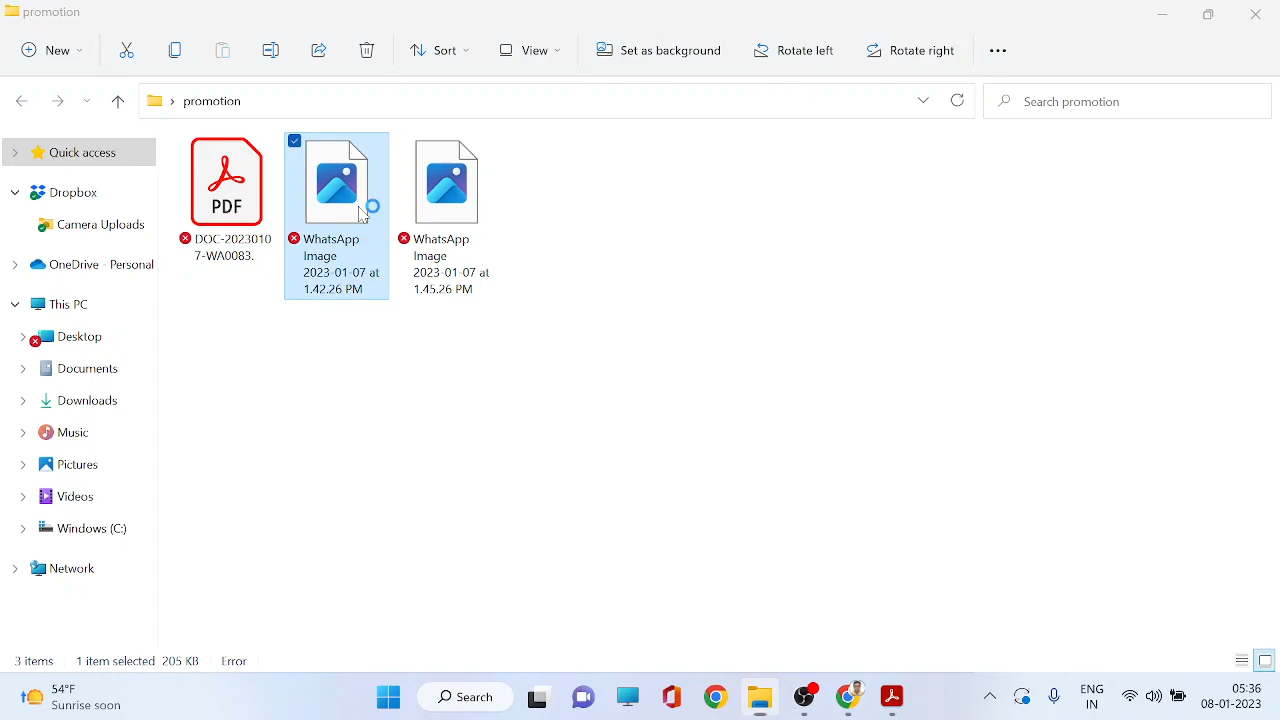 promotion
New
Sort
View
Set as background
Rotate left
Rotate right
promotion
Search promotion
Quick access
Dropbox
Camera Uploads
OneDrive - Personal
This PC
Desktop
Documents
Downloads
Music
Pictures
Videos
Windows (C:)
Network
PDF
DOC-2023010
7-WA0083.
WhatsApp
Image
2023-01-07 at
1.42.26 PM
WhatsApp
Image
2023-01-07 at
1.45.26 PM
3 items
1 item selected 205 KB
Error
54°F
Sunrise soon
Search
ENG
IN
05:36
08-01-2023